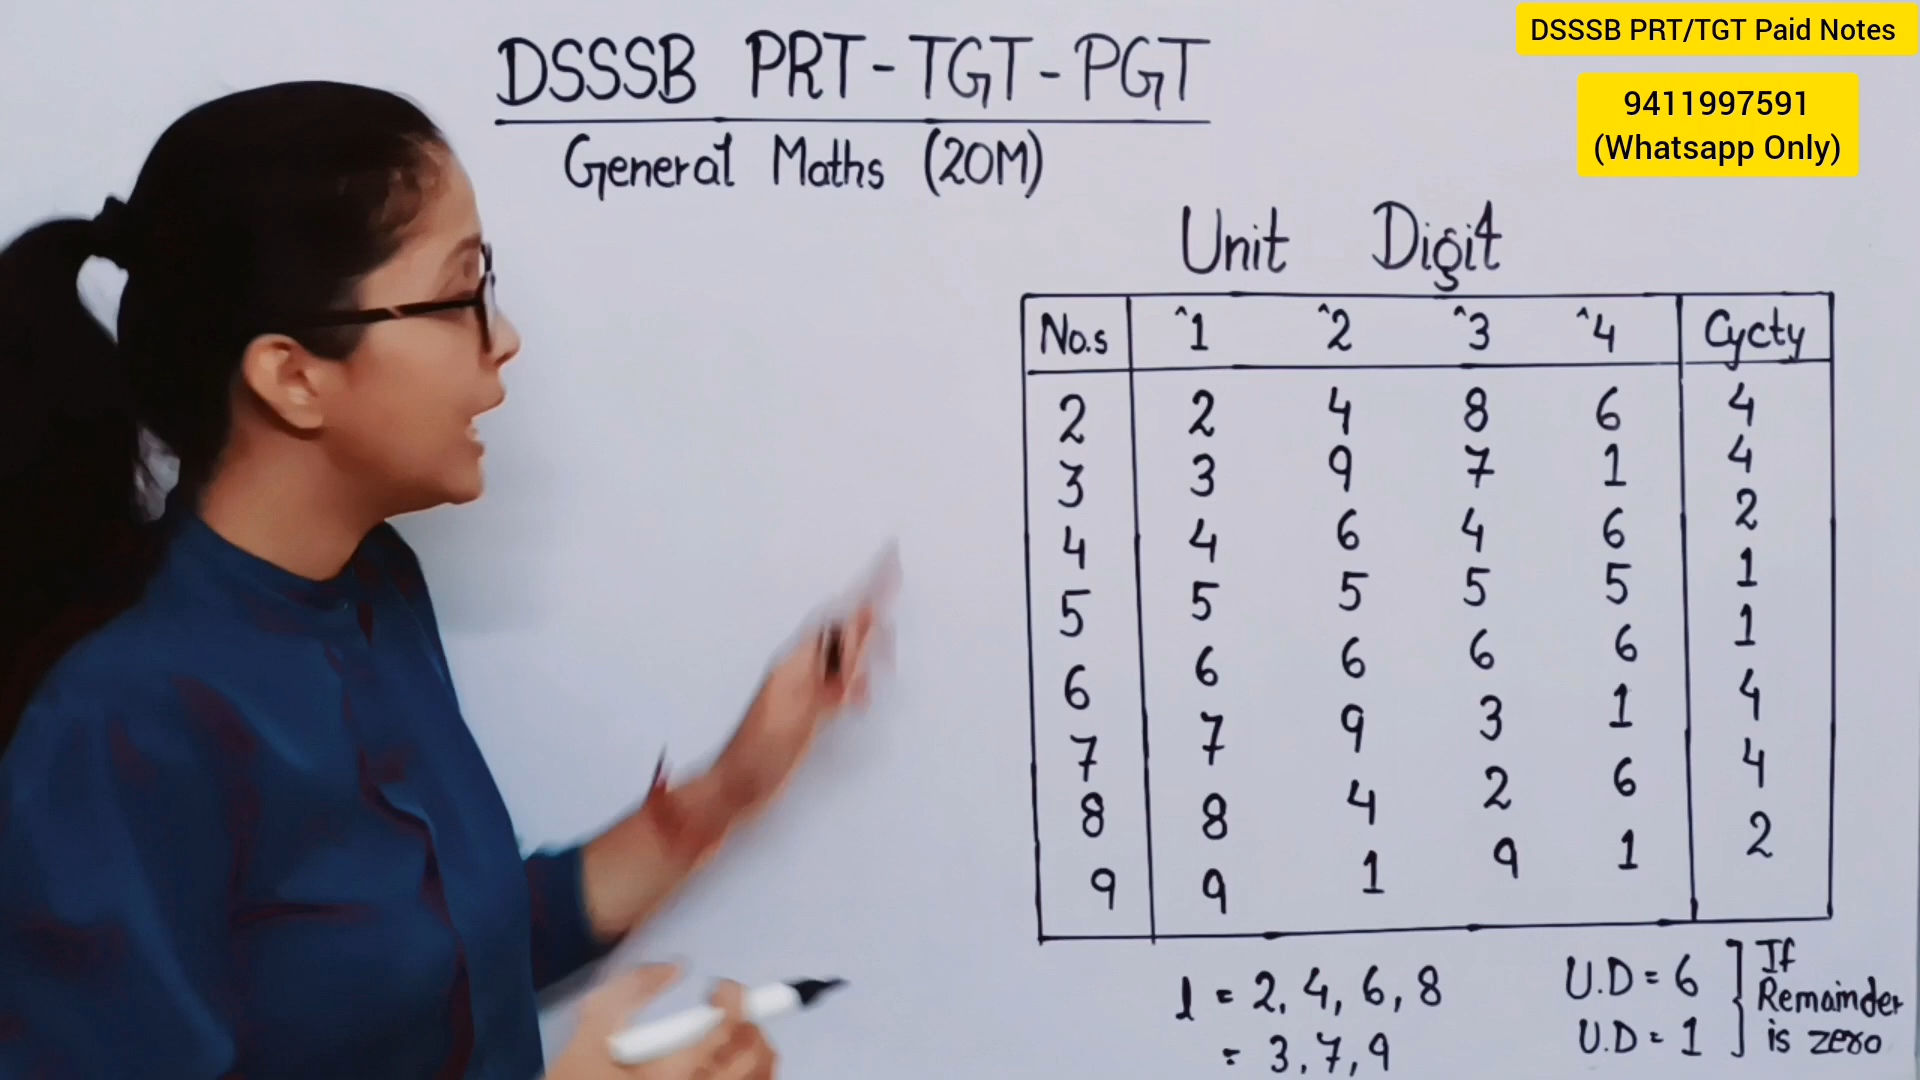 DSSSB PRT/TGT Paid Notes
9411997591
(Whatsapp Only)
DSSSB PRT-TGT-PGT
General Maths (20M)
Unit Digit
No.s ^1 ^2 ^3 ^4 Cycty
2 2 4 8 6 4
3 3 9 7 1 4
4 4 6 4 6 2
5 5 5 5 5 1
6 6 6 6 6 1
7 7 9 3 1 4
8 8 4 2 6 4
9 9 1 9 1 2
l = 2, 4, 6, 8 U.D = 6 ] If
Remainder
= 3, 7, 9 U.D = 1 is zero